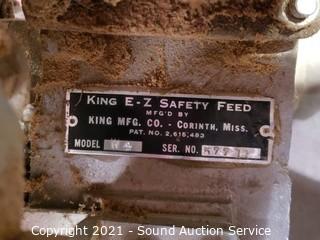 KING E-Z SAFETY FEED
MFG'D BY
KING MFG. CO. - CORINTH, MISS.
PAT. NO. 2,615,483
MODEL W4 SER. NO.
Copyright 2021 - Sound Auction Service